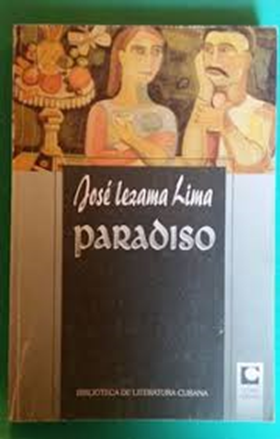 José Lezama Lima
PARADISO
BIBLIOTECA DE LITERATURA CUBANA